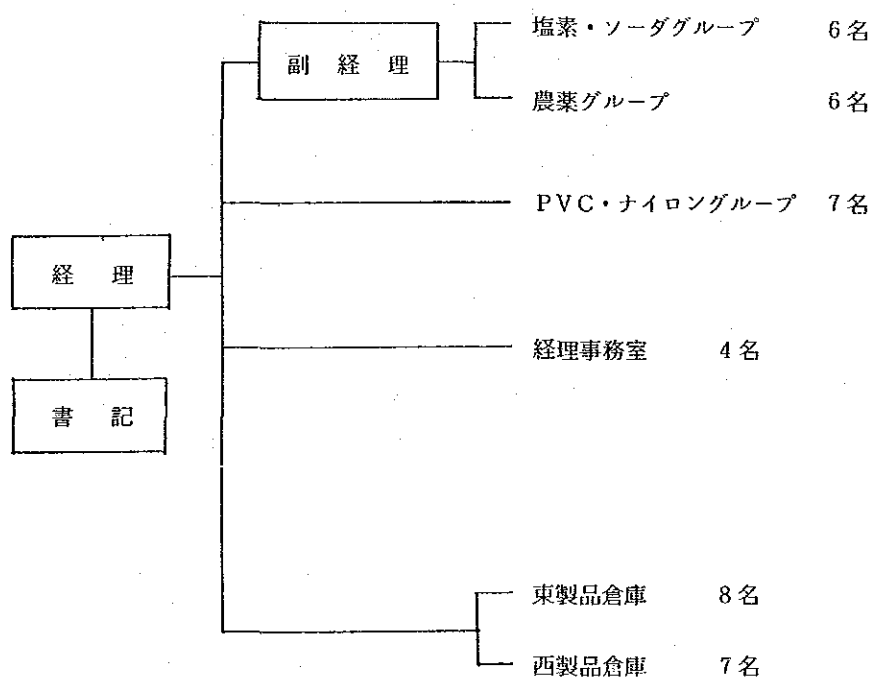 塩素・ソーダグループ 6名
副経理
農薬グループ 6名
PVC・ナイロングループ 7名
経理
経理事務室 4名
書記
東製品倉庫 8名
西製品倉庫 7名